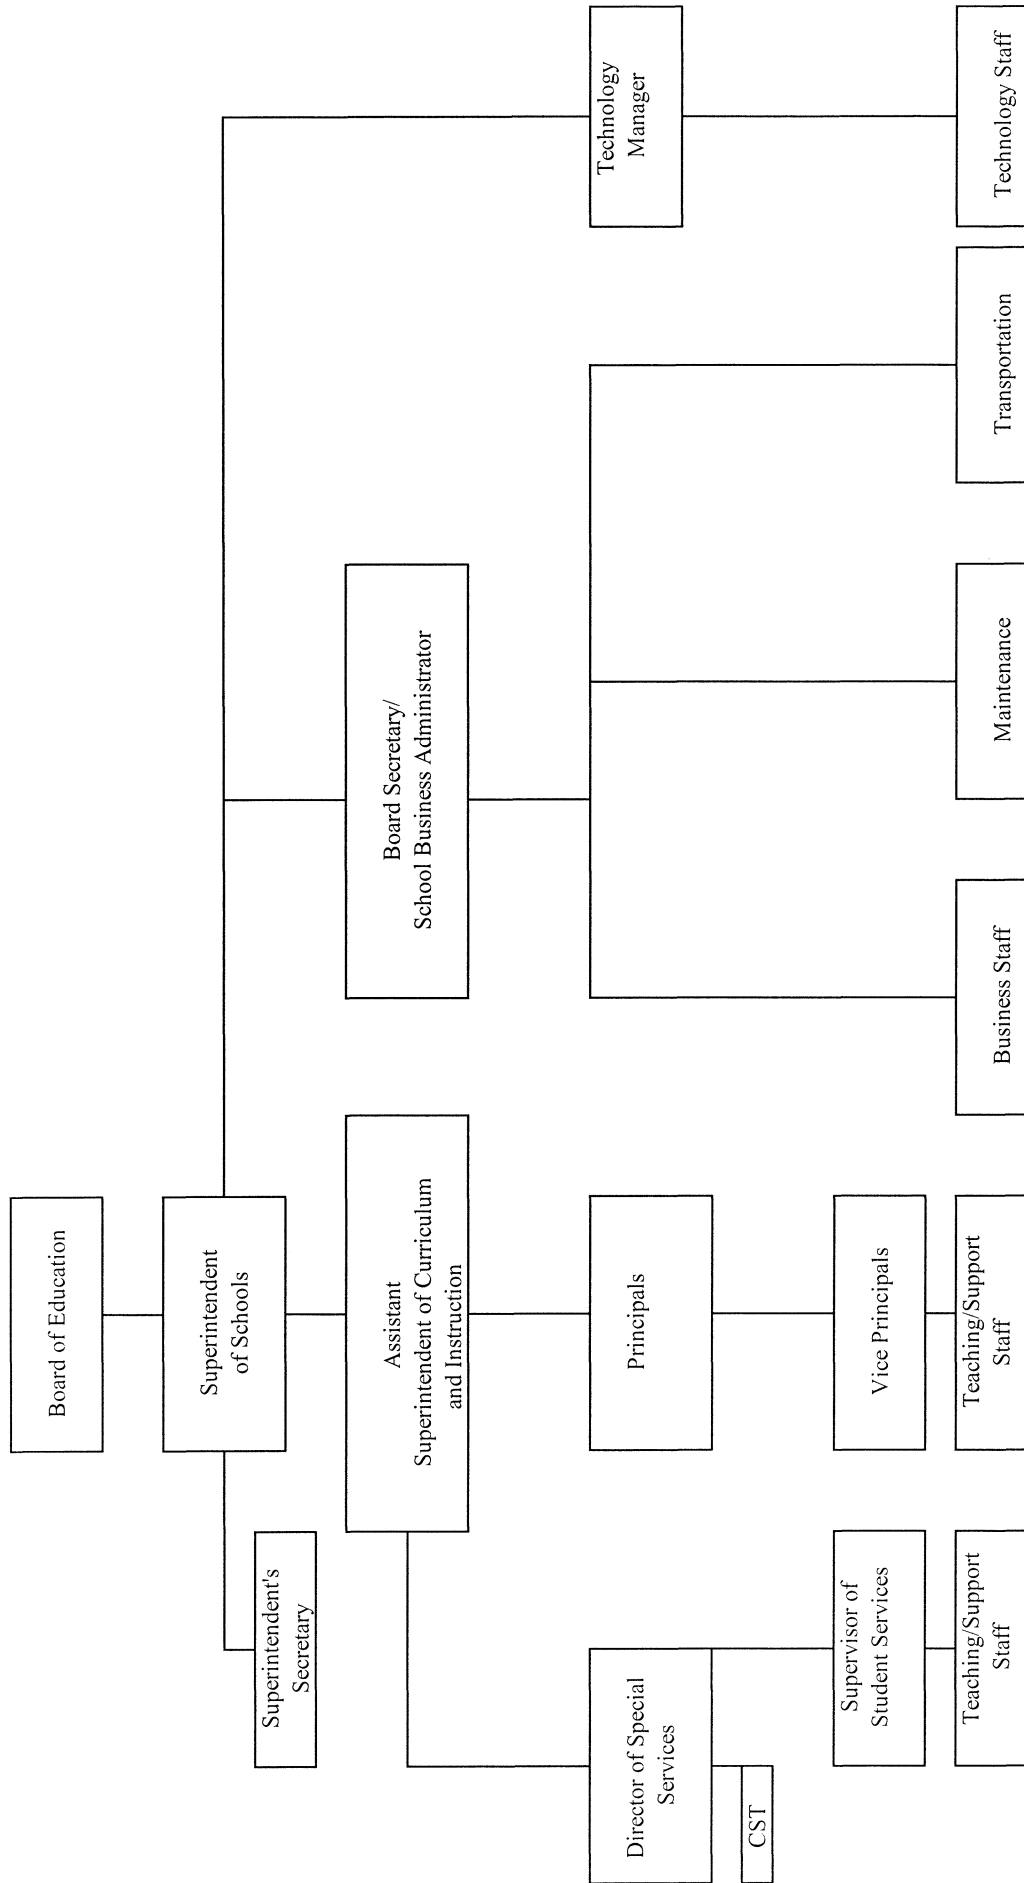 Board of Education
Superintendent
of Schools
Superintendent's
Secretary
Assistant
Superintendent of Curriculum
and Instruction
Board Secretary/
School Business Administrator
Director of Special
Services
Principals
Technology
Manager
CST
Supervisor of
Student Services
Vice Principals
Teaching/Support
Staff
Teaching/Support
Staff
Business Staff
Maintenance
Transportation
Technology Staff